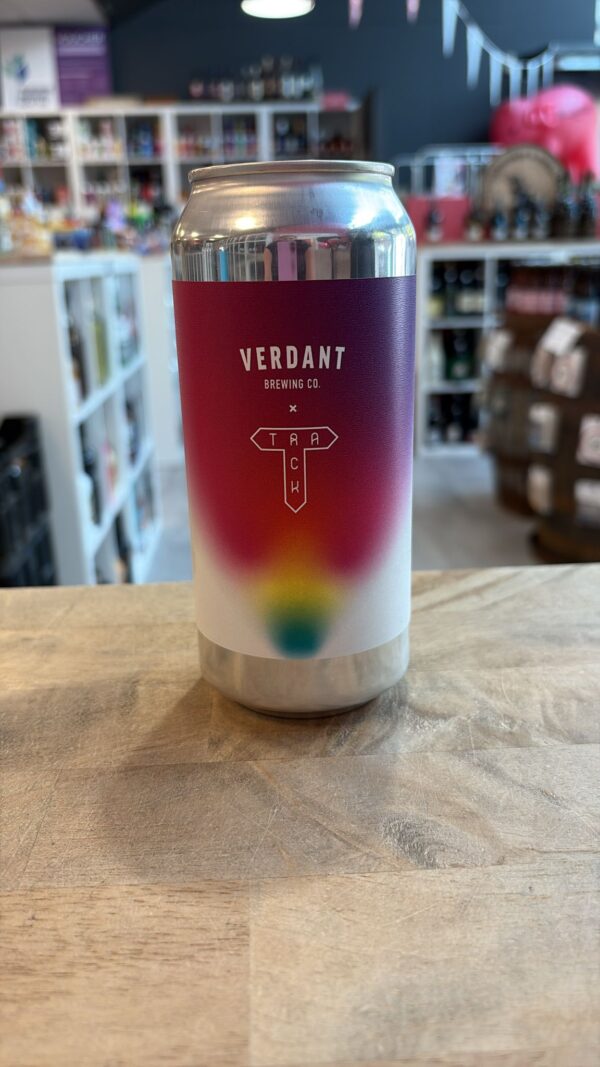 VERDANT
BREWING CO.
×
TRACK